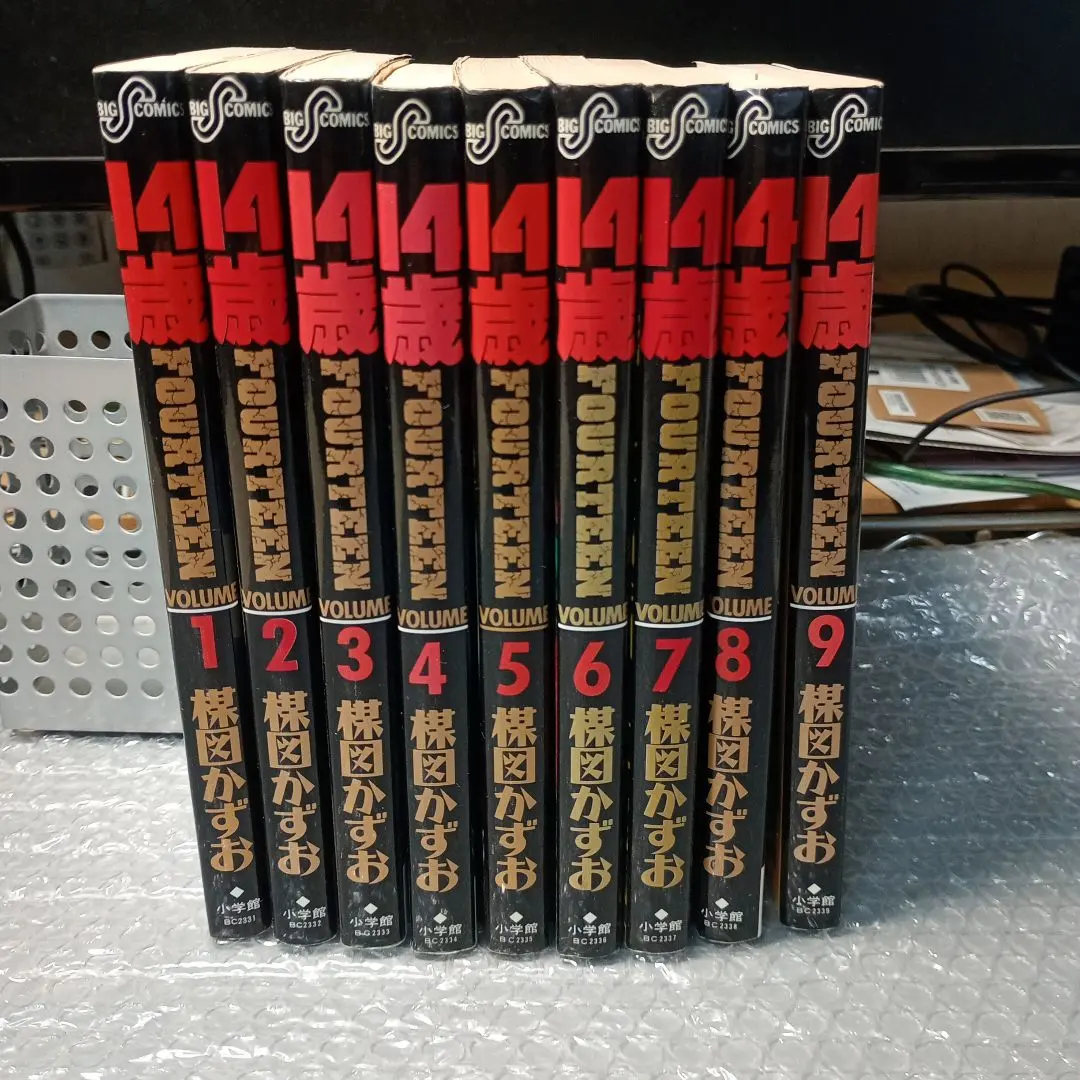 BIG COMICS
14歳
FOURTEEN
VOLUME
1
楳図かずお
小学館
BC2331
BIG COMICS
14歳
FOURTEEN
VOLUME
2
楳図かずお
小学館
BC2332
BIG COMICS
14歳
FOURTEEN
VOLUME
3
楳図かずお
小学館
BC2333
BIG COMICS
14歳
FOURTEEN
VOLUME
4
楳図かずお
小学館
BC2334
BIG COMICS
14歳
FOURTEEN
VOLUME
5
楳図かずお
小学館
BC2335
BIG COMICS
14歳
FOURTEEN
VOLUME
6
楳図かずお
小学館
BC2336
BIG COMICS
14歳
FOURTEEN
VOLUME
7
楳図かずお
小学館
BC2337
COMICS
14歳
FOURTEEN
OLUME
8
楳図かずお
小学館
BC2338
BIG COMICS
14歳
FOURTEEN
VOLUME
9
楳図かずお
小学館
BC2339